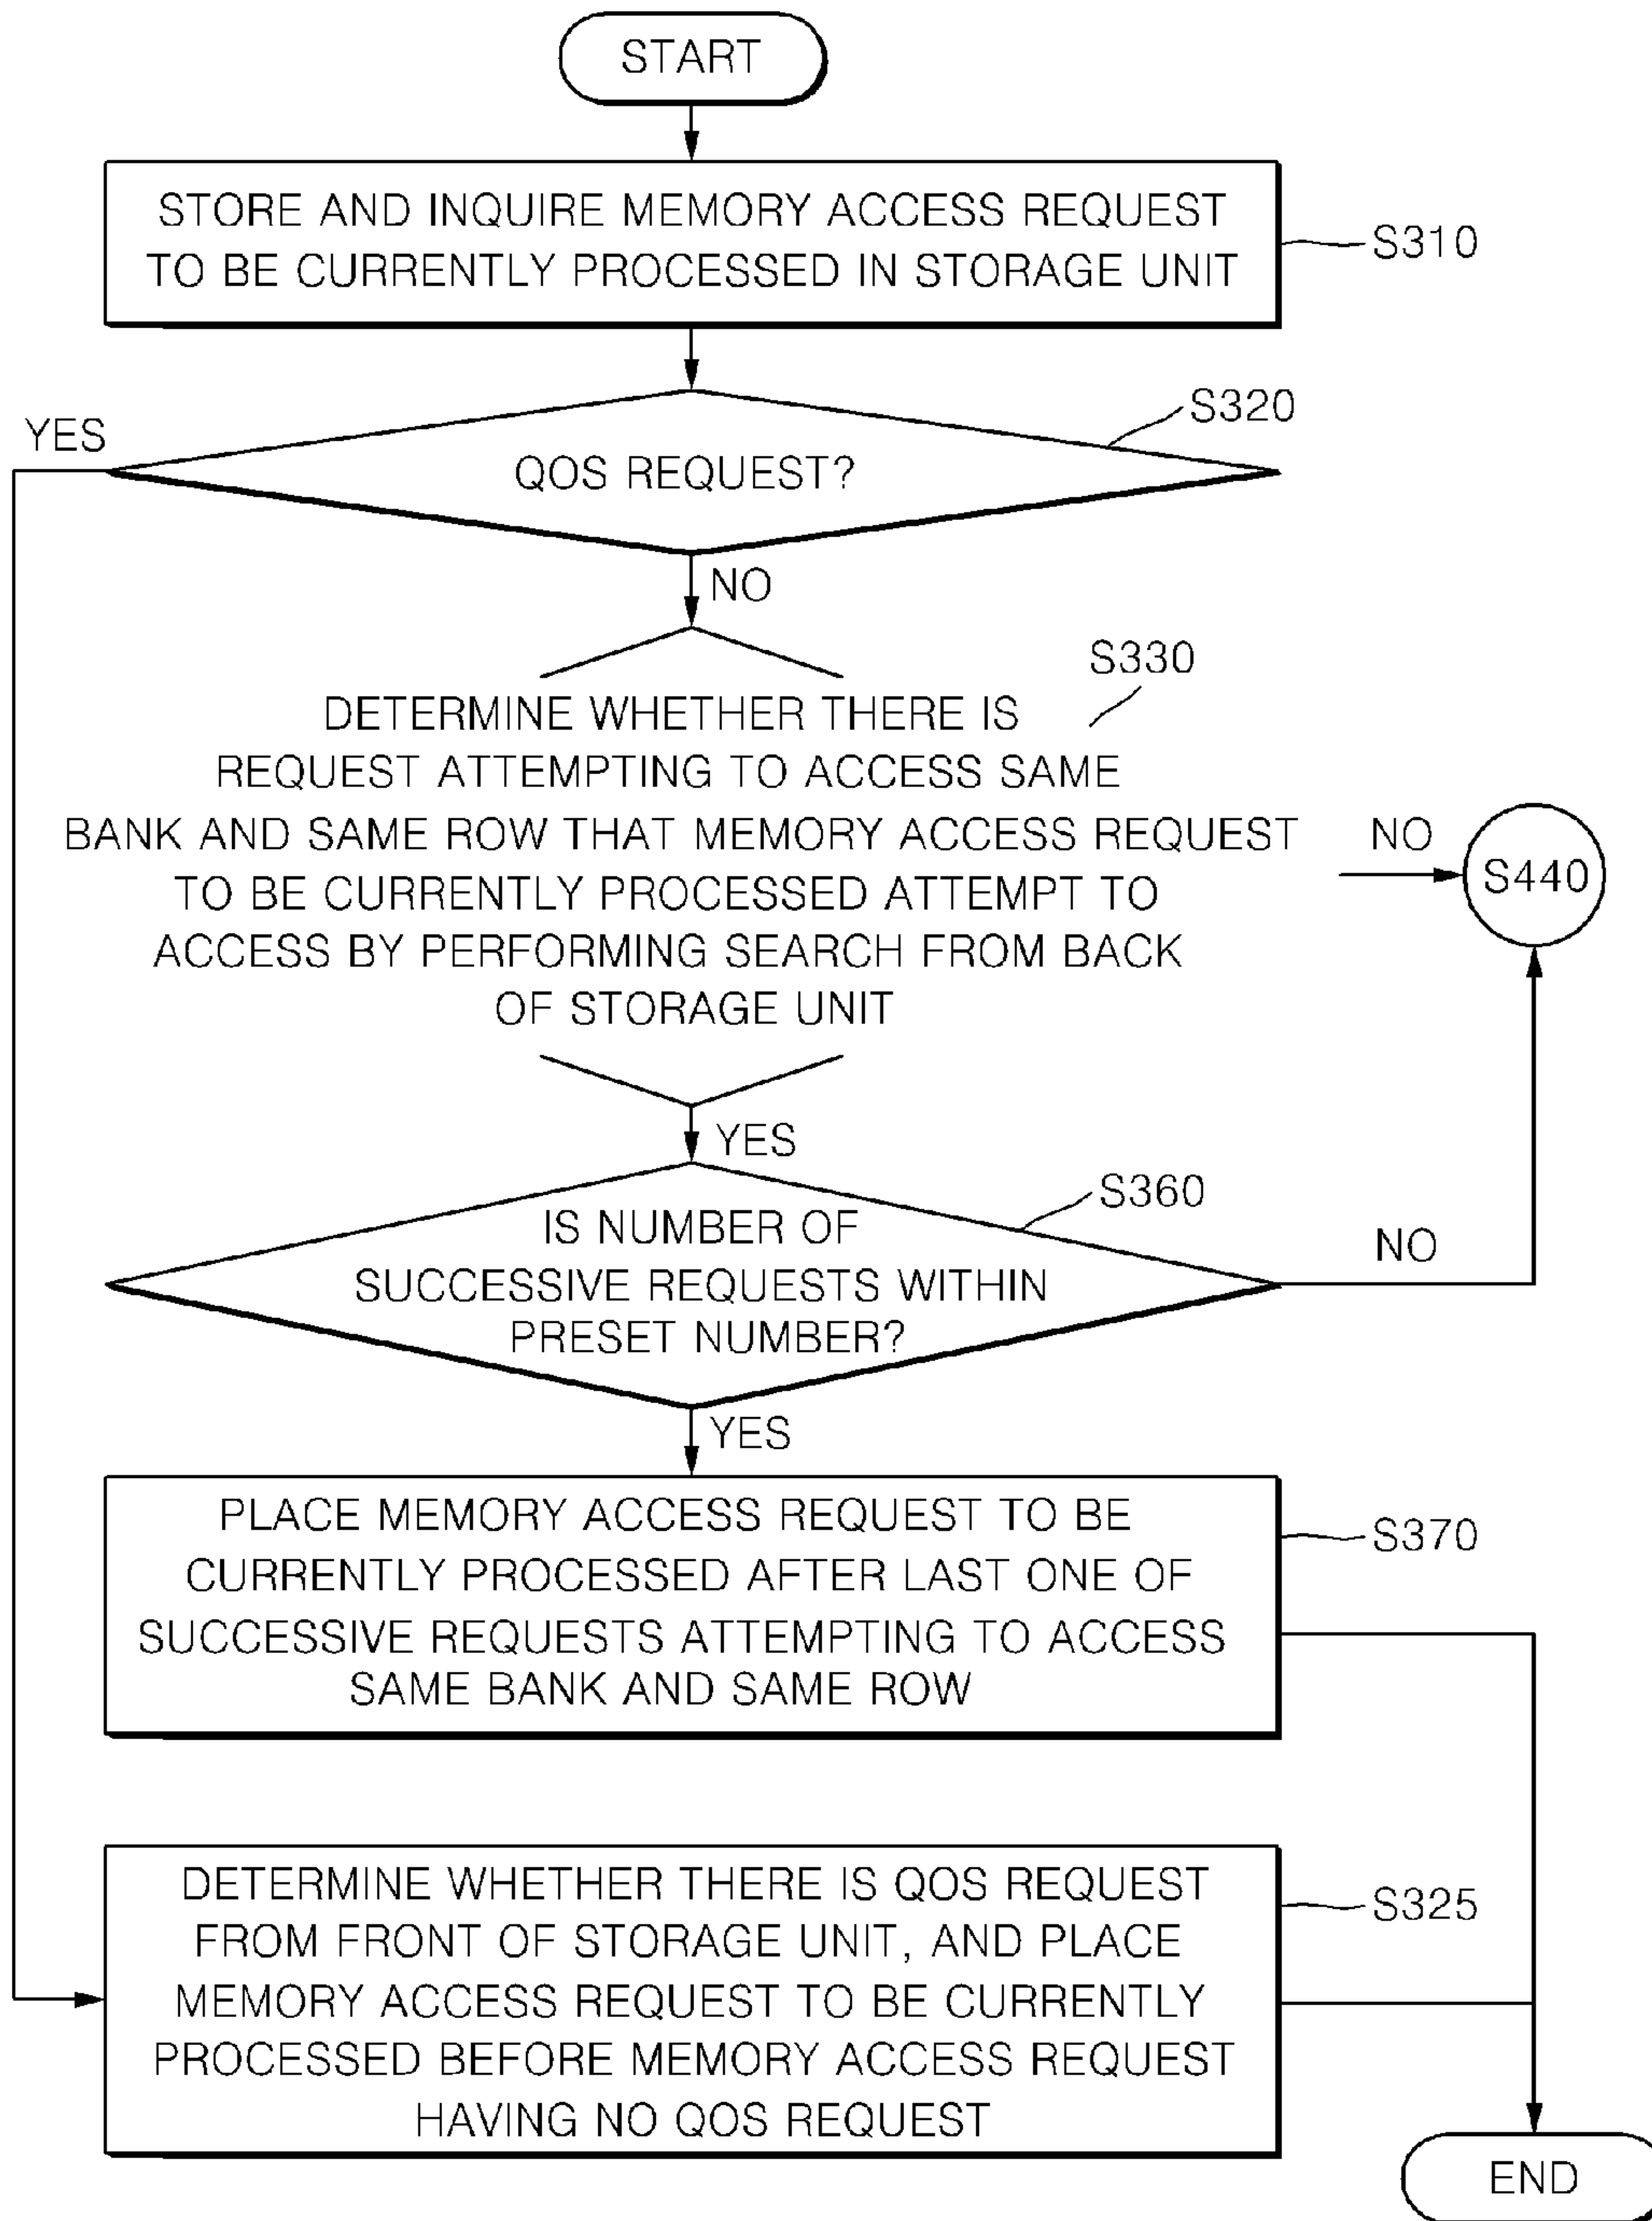 START
STORE AND INQUIRE MEMORY ACCESS REQUEST
TO BE CURRENTLY PROCESSED IN STORAGE UNIT
S310
S320
YES
QOS REQUEST?
NO
S330
DETERMINE WHETHER THERE IS
REQUEST ATTEMPTING TO ACCESS SAME
BANK AND SAME ROW THAT MEMORY ACCESS REQUEST
TO BE CURRENTLY PROCESSED ATTEMPT TO
ACCESS BY PERFORMING SEARCH FROM BACK
OF STORAGE UNIT
NO
S440
YES
S360
IS NUMBER OF
SUCCESSIVE REQUESTS WITHIN
PRESET NUMBER?
NO
YES
PLACE MEMORY ACCESS REQUEST TO BE
CURRENTLY PROCESSED AFTER LAST ONE OF
SUCCESSIVE REQUESTS ATTEMPTING TO ACCESS
SAME BANK AND SAME ROW
S370
DETERMINE WHETHER THERE IS QOS REQUEST
FROM FRONT OF STORAGE UNIT, AND PLACE
MEMORY ACCESS REQUEST TO BE CURRENTLY
PROCESSED BEFORE MEMORY ACCESS REQUEST
HAVING NO QOS REQUEST
S325
END